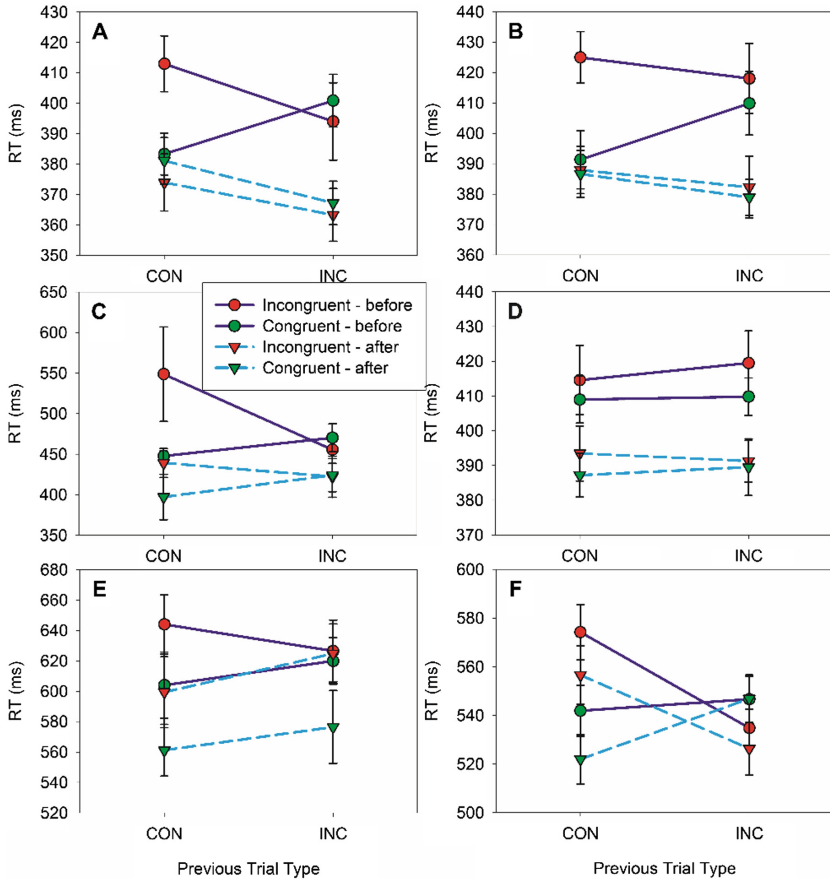 A
430
420
410
400
390
380
370
360
350
RT (ms)
CON INC
B
440
430
420
410
400
390
380
370
360
RT (ms)
CON INC
C
650
600
550
500
450
400
350
RT (ms)
CON INC
Incongruent - before
Congruent - before
Incongruent - after
Congruent - after
D
430
420
410
400
390
380
370
RT (ms)
CON INC
E
680
660
640
620
600
580
560
540
520
RT (ms)
CON INC
Previous Trial Type
F
600
580
560
540
520
500
RT (ms)
CON INC
Previous Trial Type